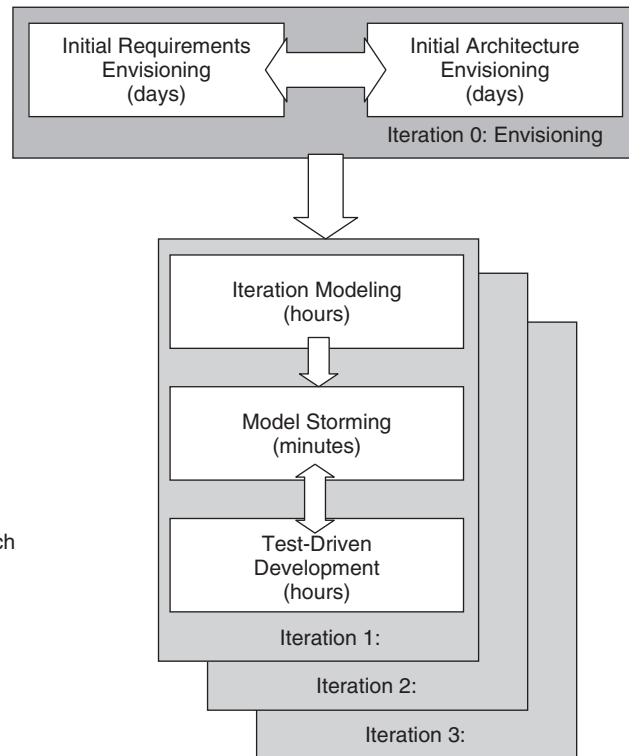 Initial Requirements
Envisioning
(days)
Initial Architecture
Envisioning
(days)
Iteration 0: Envisioning
Iteration Modeling
(hours)
Model Storming
(minutes)
ch
Test-Driven
Development
(hours)
Iteration 1:
Iteration 2:
Iteration 3: